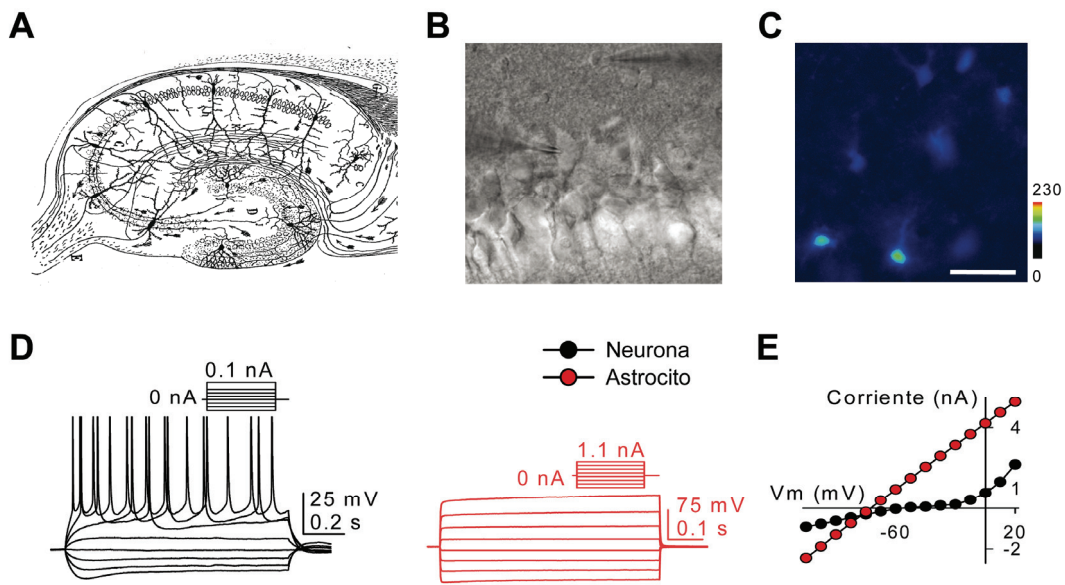 A
B
C
230
0
D
0.1 nA
0 nA
25 mV
0.2 s
Neurona
Astrocito
1.1 nA
0 nA
75 mV
0.1 s
E
Corriente (nA)
4
Vm (mV)
1
-60
20
-2